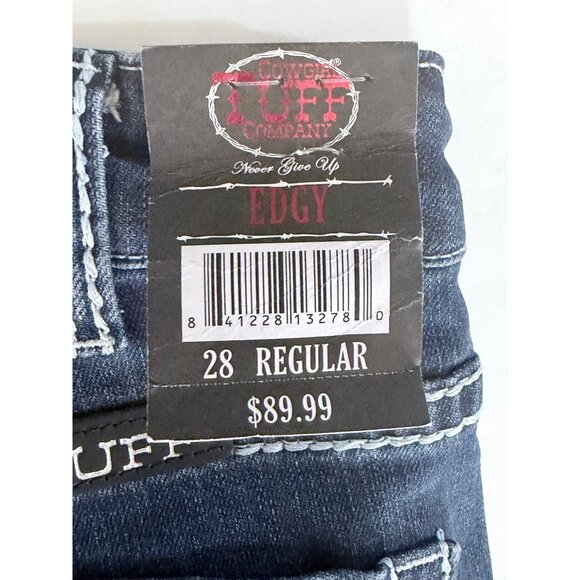 COWGIRL®
TUFF
COMPANY
Never Give Up
EDGY
8 41228 13278 0
28 REGULAR
$89.99
UFF